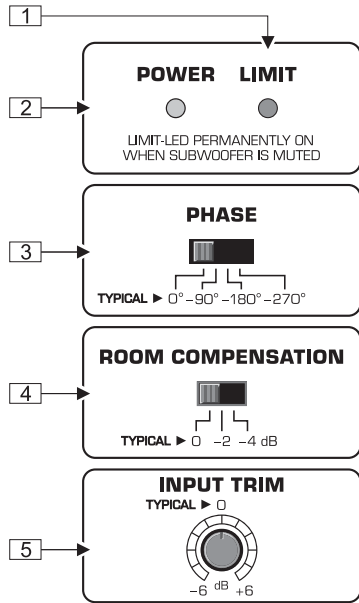 1
POWER LIMIT
2
LIMIT-LED PERMANENTLY ON
WHEN SUBWOOFER IS MUTED
PHASE
3
TYPICAL ► 0° -90° -180° -270°
ROOM COMPENSATION
4
TYPICAL ► 0 -2 -4 dB
INPUT TRIM
TYPICAL ► 0
5
-6 dB +6